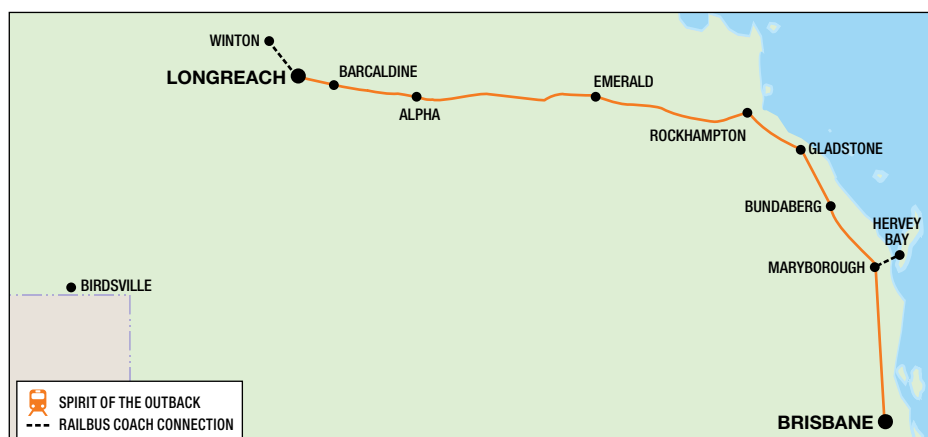 WINTON
LONGREACH
BARCALDINE
ALPHA
EMERALD
ROCKHAMPTON
GLADSTONE
BUNDABERG
HERVEY
BAY
MARYBOROUGH
BIRDSVILLE
BRISBANE
SPIRIT OF THE OUTBACK
RAILBUS COACH CONNECTION